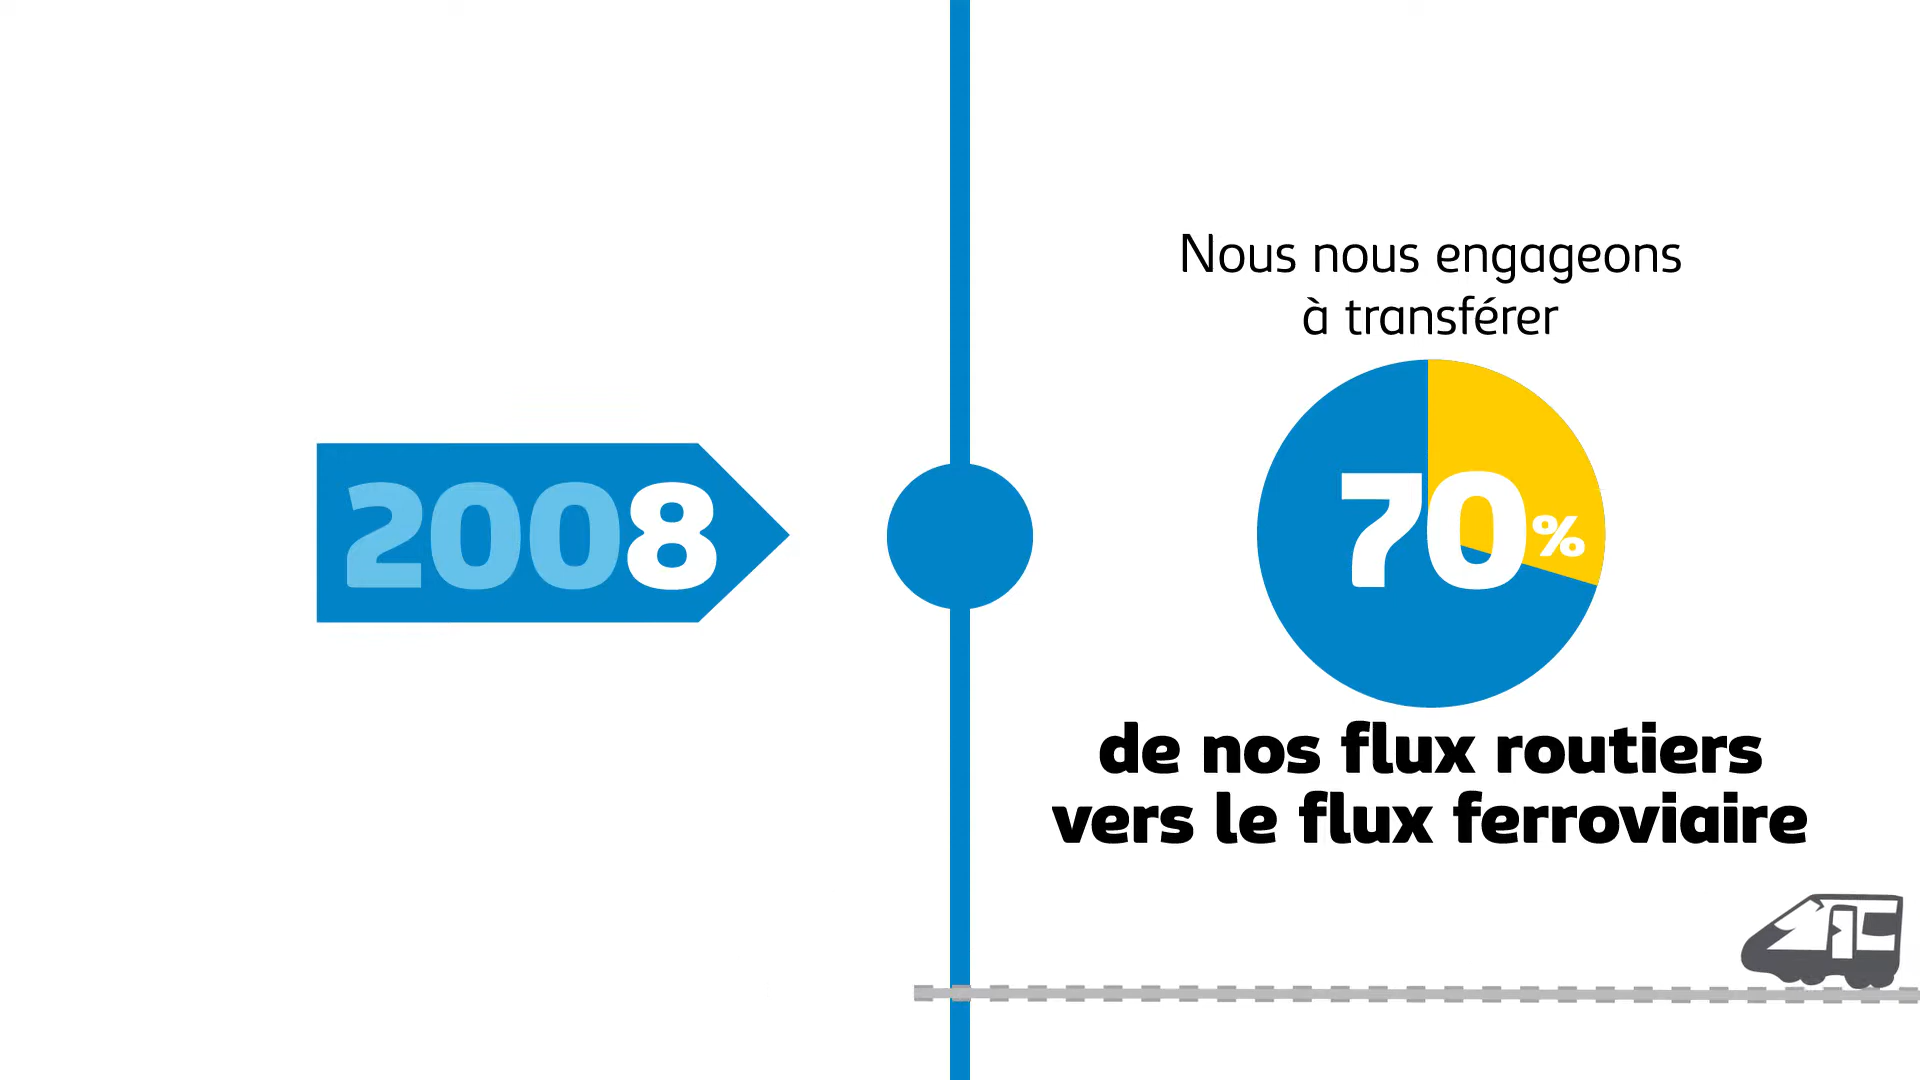 2008
Nous nous engageons
à transférer
70%
de nos flux routiers
vers le flux ferroviaire